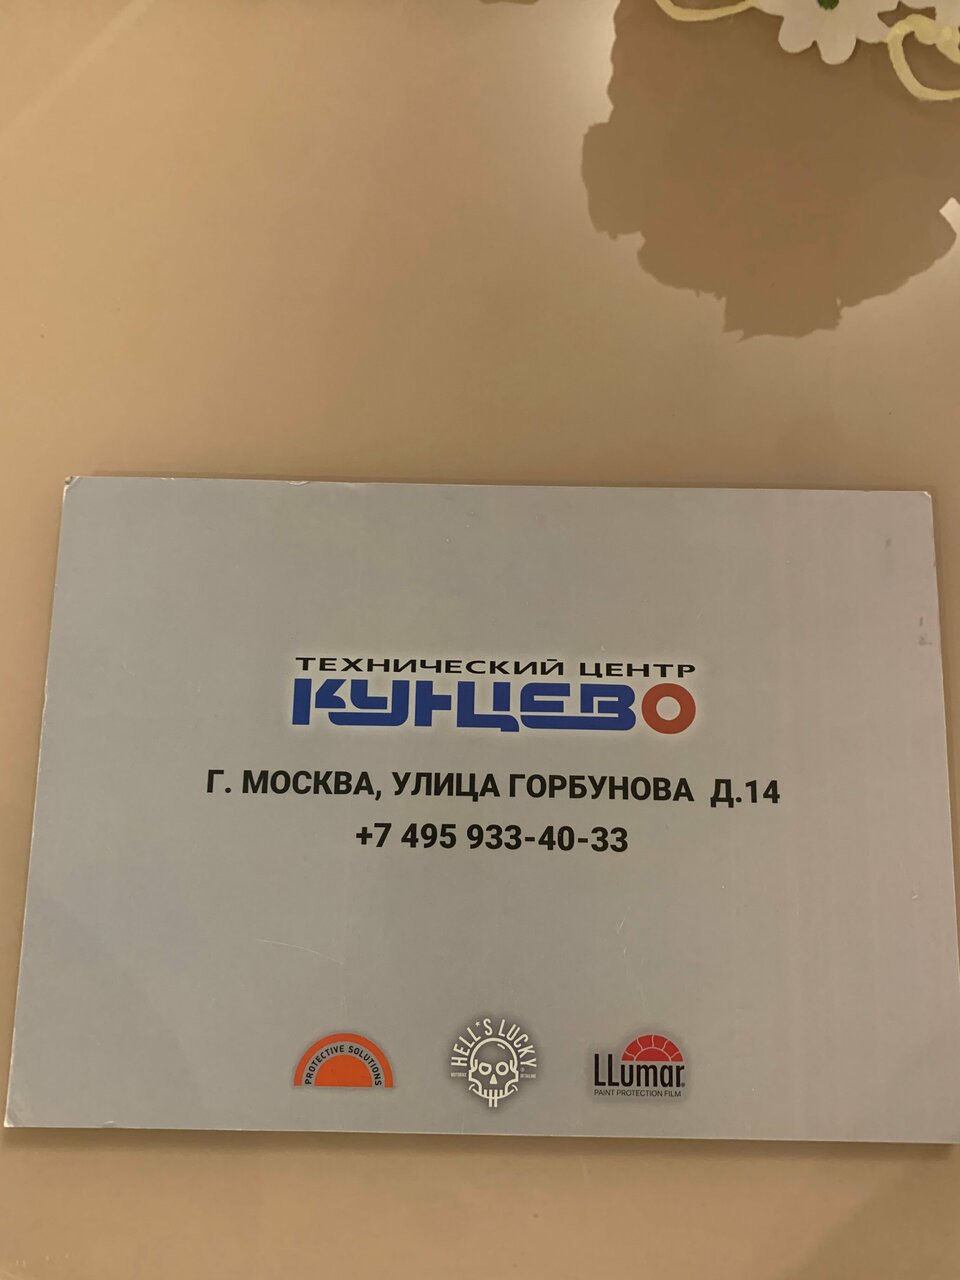 ТЕХНИЧЕСКИЙ ЦЕНТР
КУНЦЕВО
Г. МОСКВА, УЛИЦА ГОРБУНОВА Д.14
+7 495 933-40-33
PROTECTIVE SOLUTIONS
HELL'S LUCKY
LLumar
PAINT PROTECTION FILM